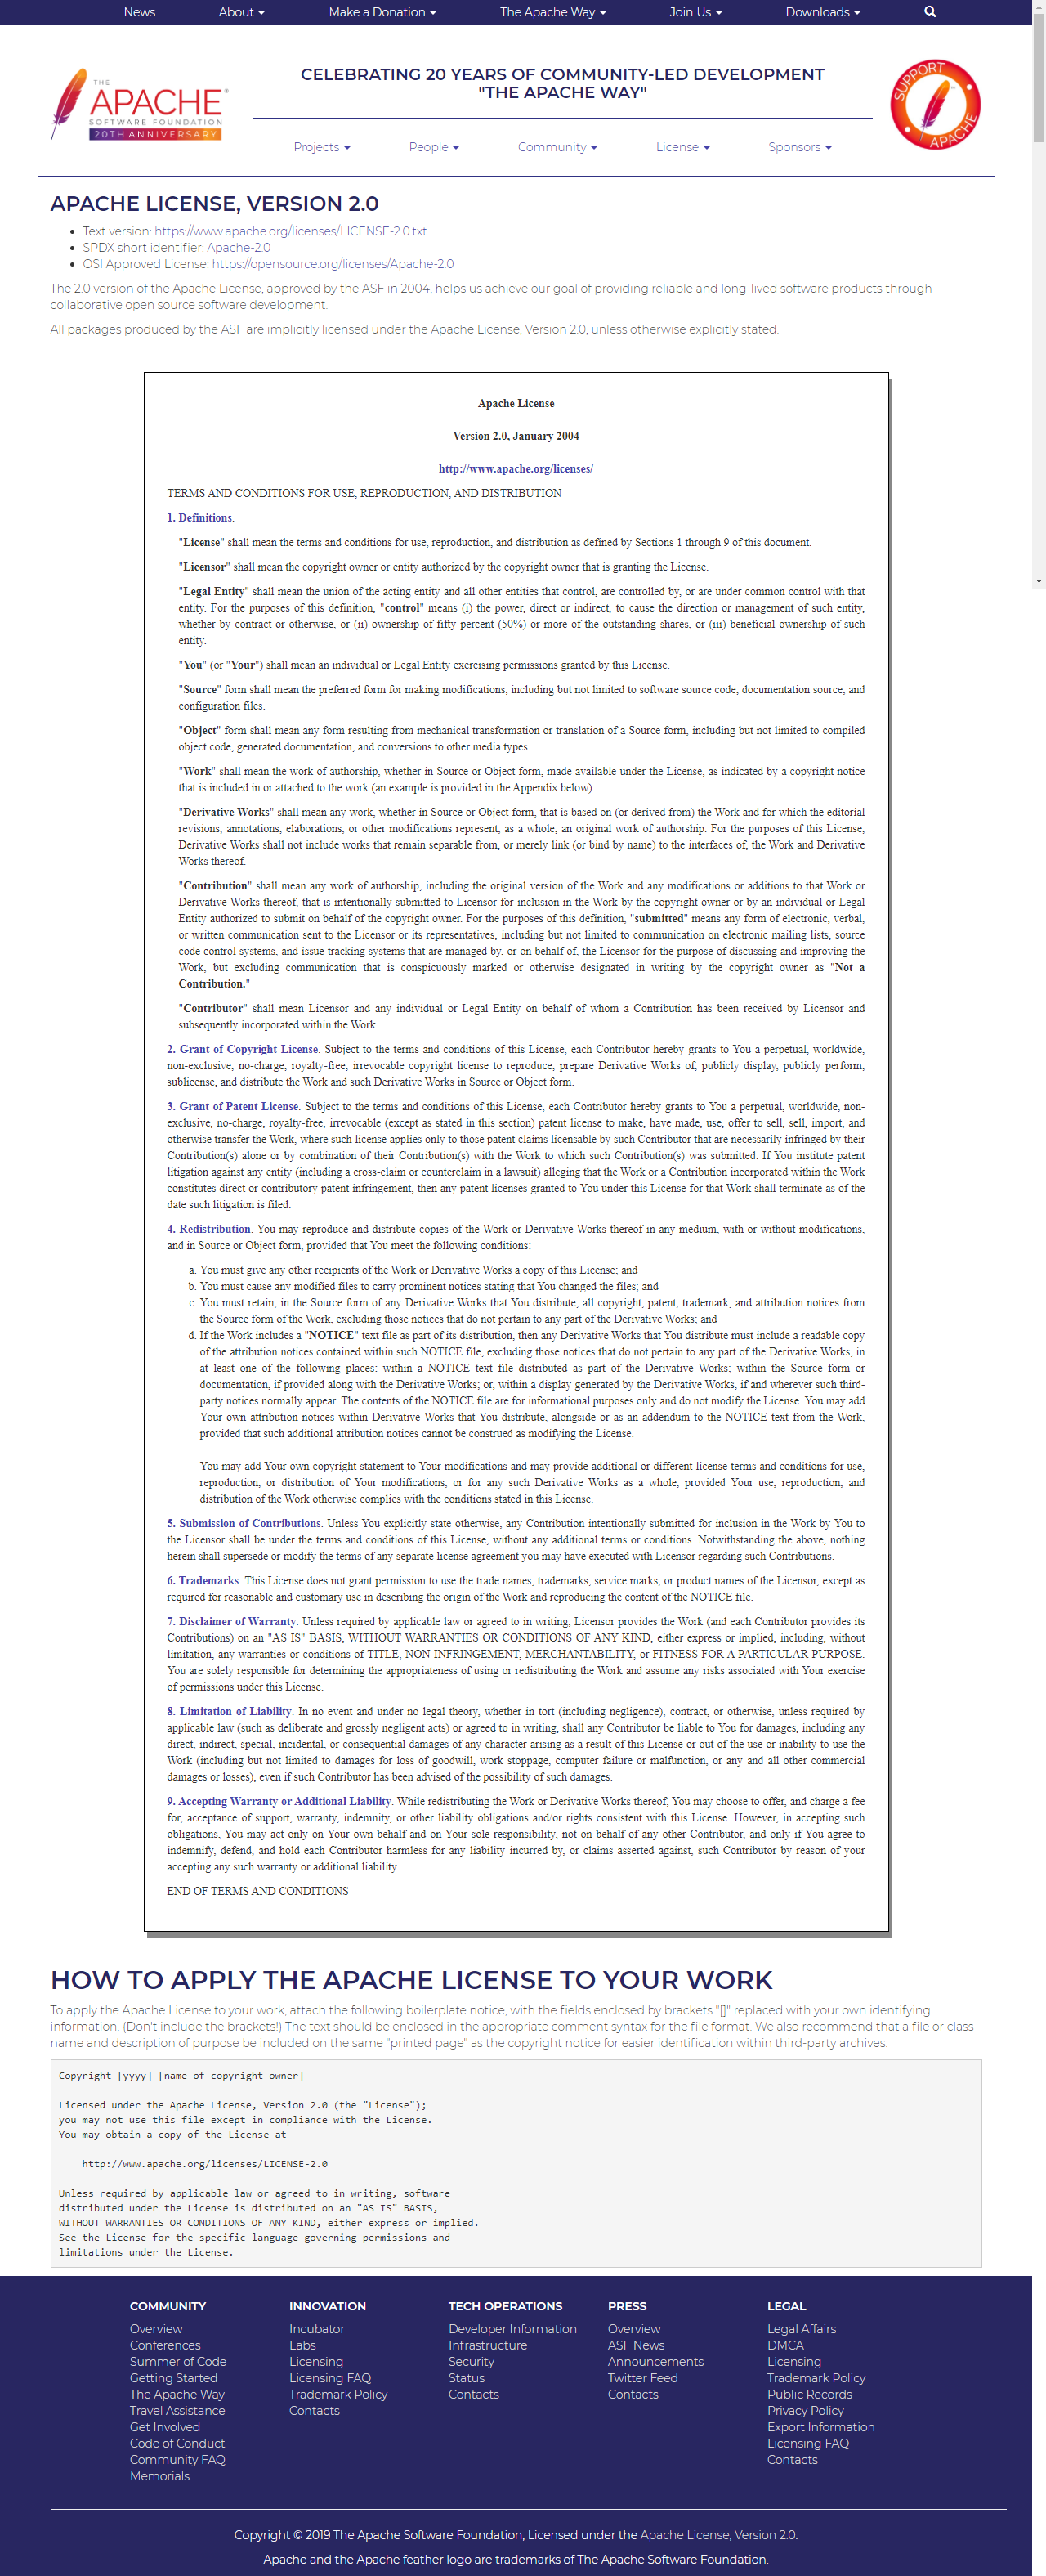 News About Make a Donation The Apache Way Join Us Downloads
THE
APACHE®
SOFTWARE FOUNDATION
20TH ANNIVERSARY
CELEBRATING 20 YEARS OF COMMUNITY-LED DEVELOPMENT
"THE APACHE WAY"
SUPPORT
APACHE
Projects People Community License Sponsors
APACHE LICENSE, VERSION 2.0
• Text version: https://www.apache.org/licenses/LICENSE-2.0.txt
• SPDX short identifier: Apache-2.0
• OSI Approved License: https://opensource.org/licenses/Apache-2.0
The 2.0 version of the Apache License, approved by the ASF in 2004, helps us achieve our goal of providing reliable and long-lived software products through
collaborative open source software development.
All packages produced by the ASF are implicitly licensed under the Apache License, Version 2.0, unless otherwise explicitly stated.
Apache License
Version 2.0, January 2004
http://www.apache.org/licenses/
TERMS AND CONDITIONS FOR USE, REPRODUCTION, AND DISTRIBUTION
1. Definitions.
"License" shall mean the terms and conditions for use, reproduction, and distribution as defined by Sections 1 through 9 of this document.
"Licensor" shall mean the copyright owner or entity authorized by the copyright owner that is granting the License.
"Legal Entity" shall mean the union of the acting entity and all other entities that control, are controlled by, or are under common control with that
entity. For the purposes of this definition, "control" means (i) the power, direct or indirect, to cause the direction or management of such entity,
whether by contract or otherwise, or (ii) ownership of fifty percent (50%) or more of the outstanding shares, or (iii) beneficial ownership of such
entity.
"You" (or "Your") shall mean an individual or Legal Entity exercising permissions granted by this License.
"Source" form shall mean the preferred form for making modifications, including but not limited to software source code, documentation source, and
configuration files.
"Object" form shall mean any form resulting from mechanical transformation or translation of a Source form, including but not limited to compiled
object code, generated documentation, and conversions to other media types.
"Work" shall mean the work of authorship, whether in Source or Object form, made available under the License, as indicated by a copyright notice
that is included in or attached to the work (an example is provided in the Appendix below).
"Derivative Works" shall mean any work, whether in Source or Object form, that is based on (or derived from) the Work and for which the editorial
revisions, annotations, elaborations, or other modifications represent, as a whole, an original work of authorship. For the purposes of this License,
Derivative Works shall not include works that remain separable from, or merely link (or bind by name) to the interfaces of, the Work and Derivative
Works thereof.
"Contribution" shall mean any work of authorship, including the original version of the Work and any modifications or additions to that Work or
Derivative Works thereof, that is intentionally submitted to Licensor for inclusion in the Work by the copyright owner or by an individual or Legal
Entity authorized to submit on behalf of the copyright owner. For the purposes of this definition, "submitted" means any form of electronic, verbal,
or written communication sent to the Licensor or its representatives, including but not limited to communication on electronic mailing lists, source
code control systems, and issue tracking systems that are managed by, or on behalf of, the Licensor for the purpose of discussing and improving the
Work, but excluding communication that is conspicuously marked or otherwise designated in writing by the copyright owner as "Not a
Contribution."
"Contributor" shall mean Licensor and any individual or Legal Entity on behalf of whom a Contribution has been received by Licensor and
subsequently incorporated within the Work.
2. Grant of Copyright License. Subject to the terms and conditions of this License, each Contributor hereby grants to You a perpetual, worldwide,
non-exclusive, no-charge, royalty-free, irrevocable copyright license to reproduce, prepare Derivative Works of, publicly display, publicly perform,
sublicense, and distribute the Work and such Derivative Works in Source or Object form.
3. Grant of Patent License. Subject to the terms and conditions of this License, each Contributor hereby grants to You a perpetual, worldwide, non-
exclusive, no-charge, royalty-free, irrevocable (except as stated in this section) patent license to make, have made, use, offer to sell, sell, import, and
otherwise transfer the Work, where such license applies only to those patent claims licensable by such Contributor that are necessarily infringed by their
Contribution(s) alone or by combination of their Contribution(s) with the Work to which such Contribution(s) was submitted. If You institute patent
litigation against any entity (including a cross-claim or counterclaim in a lawsuit) alleging that the Work or a Contribution incorporated within the Work
constitutes direct or contributory patent infringement, then any patent licenses granted to You under this License for that Work shall terminate as of the
date such litigation is filed.
4. Redistribution. You may reproduce and distribute copies of the Work or Derivative Works thereof in any medium, with or without modifications,
and in Source or Object form, provided that You meet the following conditions:
a. You must give any other recipients of the Work or Derivative Works a copy of this License; and
b. You must cause any modified files to carry prominent notices stating that You changed the files; and
c. You must retain, in the Source form of any Derivative Works that You distribute, all copyright, patent, trademark, and attribution notices from
the Source form of the Work, excluding those notices that do not pertain to any part of the Derivative Works; and
d. If the Work includes a "NOTICE" text file as part of its distribution, then any Derivative Works that You distribute must include a readable copy
of the attribution notices contained within such NOTICE file, excluding those notices that do not pertain to any part of the Derivative Works, in
at least one of the following places: within a NOTICE text file distributed as part of the Derivative Works; within the Source form or
documentation, if provided along with the Derivative Works; or, within a display generated by the Derivative Works, if and wherever such third-
party notices normally appear. The contents of the NOTICE file are for informational purposes only and do not modify the License. You may add
Your own attribution notices within Derivative Works that You distribute, alongside or as an addendum to the NOTICE text from the Work,
provided that such additional attribution notices cannot be construed as modifying the License.
You may add Your own copyright statement to Your modifications and may provide additional or different license terms and conditions for use,
reproduction, or distribution of Your modifications, or for any such Derivative Works as a whole, provided Your use, reproduction, and
distribution of the Work otherwise complies with the conditions stated in this License.
5. Submission of Contributions. Unless You explicitly state otherwise, any Contribution intentionally submitted for inclusion in the Work by You to
the Licensor shall be under the terms and conditions of this License, without any additional terms or conditions. Notwithstanding the above, nothing
herein shall supersede or modify the terms of any separate license agreement you may have executed with Licensor regarding such Contributions.
6. Trademarks. This License does not grant permission to use the trade names, trademarks, service marks, or product names of the Licensor, except as
required for reasonable and customary use in describing the origin of the Work and reproducing the content of the NOTICE file.
7. Disclaimer of Warranty. Unless required by applicable law or agreed to in writing, Licensor provides the Work (and each Contributor provides its
Contributions) on an "AS IS" BASIS, WITHOUT WARRANTIES OR CONDITIONS OF ANY KIND, either express or implied, including, without
limitation, any warranties or conditions of TITLE, NON-INFRINGEMENT, MERCHANTABILITY, or FITNESS FOR A PARTICULAR PURPOSE.
You are solely responsible for determining the appropriateness of using or redistributing the Work and assume any risks associated with Your exercise
of permissions under this License.
8. Limitation of Liability. In no event and under no legal theory, whether in tort (including negligence), contract, or otherwise, unless required by
applicable law (such as deliberate and grossly negligent acts) or agreed to in writing, shall any Contributor be liable to You for damages, including any
direct, indirect, special, incidental, or consequential damages of any character arising as a result of this License or out of the use or inability to use the
Work (including but not limited to damages for loss of goodwill, work stoppage, computer failure or malfunction, or any and all other commercial
damages or losses), even if such Contributor has been advised of the possibility of such damages.
9. Accepting Warranty or Additional Liability. While redistributing the Work or Derivative Works thereof, You may choose to offer, and charge a fee
for, acceptance of support, warranty, indemnity, or other liability obligations and/or rights consistent with this License. However, in accepting such
obligations, You may act only on Your own behalf and on Your sole responsibility, not on behalf of any other Contributor, and only if You agree to
indemnify, defend, and hold each Contributor harmless for any liability incurred by, or claims asserted against, such Contributor by reason of your
accepting any such warranty or additional liability.
END OF TERMS AND CONDITIONS
HOW TO APPLY THE APACHE LICENSE TO YOUR WORK
To apply the Apache License to your work, attach the following boilerplate notice, with the fields enclosed by brackets "[]" replaced with your own identifying
information. (Don't include the brackets!) The text should be enclosed in the appropriate comment syntax for the file format. We also recommend that a file or class
name and description of purpose be included on the same "printed page" as the copyright notice for easier identification within third-party archives.
Copyright [yyyy] [name of copyright owner]
Licensed under the Apache License, Version 2.0 (the "License");
you may not use this file except in compliance with the License.
You may obtain a copy of the License at
http://www.apache.org/licenses/LICENSE-2.0
Unless required by applicable law or agreed to in writing, software
distributed under the License is distributed on an "AS IS" BASIS,
WITHOUT WARRANTIES OR CONDITIONS OF ANY KIND, either express or implied.
See the License for the specific language governing permissions and
limitations under the License.
COMMUNITY
Overview
Conferences
Summer of Code
Getting Started
The Apache Way
Travel Assistance
Get Involved
Code of Conduct
Community FAQ
Memorials
INNOVATION
Incubator
Labs
Licensing
Licensing FAQ
Trademark Policy
Contacts
TECH OPERATIONS
Developer Information
Infrastructure
Security
Status
Contacts
PRESS
Overview
ASF News
Announcements
Twitter Feed
Contacts
LEGAL
Legal Affairs
DMCA
Licensing
Trademark Policy
Public Records
Privacy Policy
Export Information
Licensing FAQ
Contacts
Copyright © 2019 The Apache Software Foundation, Licensed under the Apache License, Version 2.0.
Apache and the Apache feather logo are trademarks of The Apache Software Foundation.